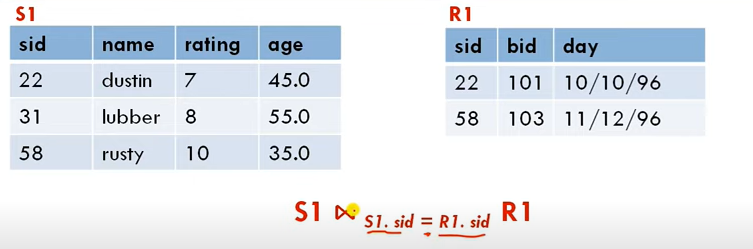 S1
sid name rating age
22 dustin 7 45.0
31 lubber 8 55.0
58 rusty 10 35.0
R1
sid bid day
22 101 10/10/96
58 103 11/12/96
S1 ⋈ S1. sid = R1. sid R1